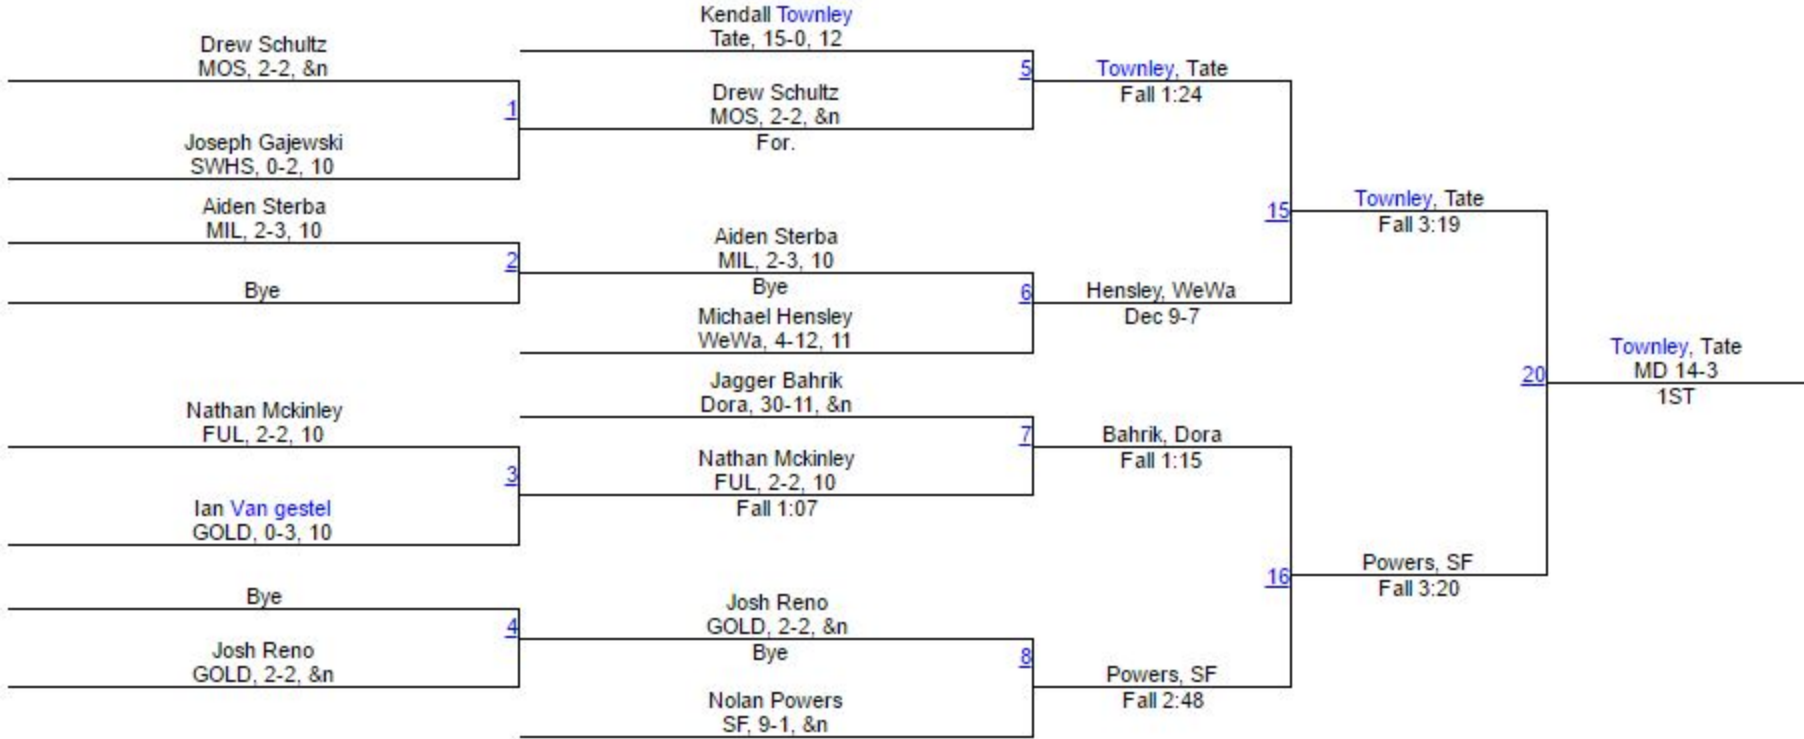 Drew Schultz
MOS, 2-2, &n
1
Joseph Gajewski
SWHS, 0-2, 10
Aiden Sterba
MIL, 2-3, 10
2
Bye
Nathan Mckinley
FUL, 2-2, 10
3
Ian Van gestel
GOLD, 0-3, 10
Bye
4
Josh Reno
GOLD, 2-2, &n
Kendall Townley
Tate, 15-0, 12
5
Drew Schultz
MOS, 2-2, &n
For.
Aiden Sterba
MIL, 2-3, 10
Bye
6
Michael Hensley
WeWa, 4-12, 11
Jagger Bahrik
Dora, 30-11, &n
7
Nathan Mckinley
FUL, 2-2, 10
Fall 1:07
Josh Reno
GOLD, 2-2, &n
Bye
8
Nolan Powers
SF, 9-1, &n
Townley, Tate
Fall 1:24
15
Hensley, WeWa
Dec 9-7
Bahrik, Dora
Fall 1:15
16
Powers, SF
Fall 2:48
Townley, Tate
Fall 3:19
20
Powers, SF
Fall 3:20
Townley, Tate
MD 14-3
1ST